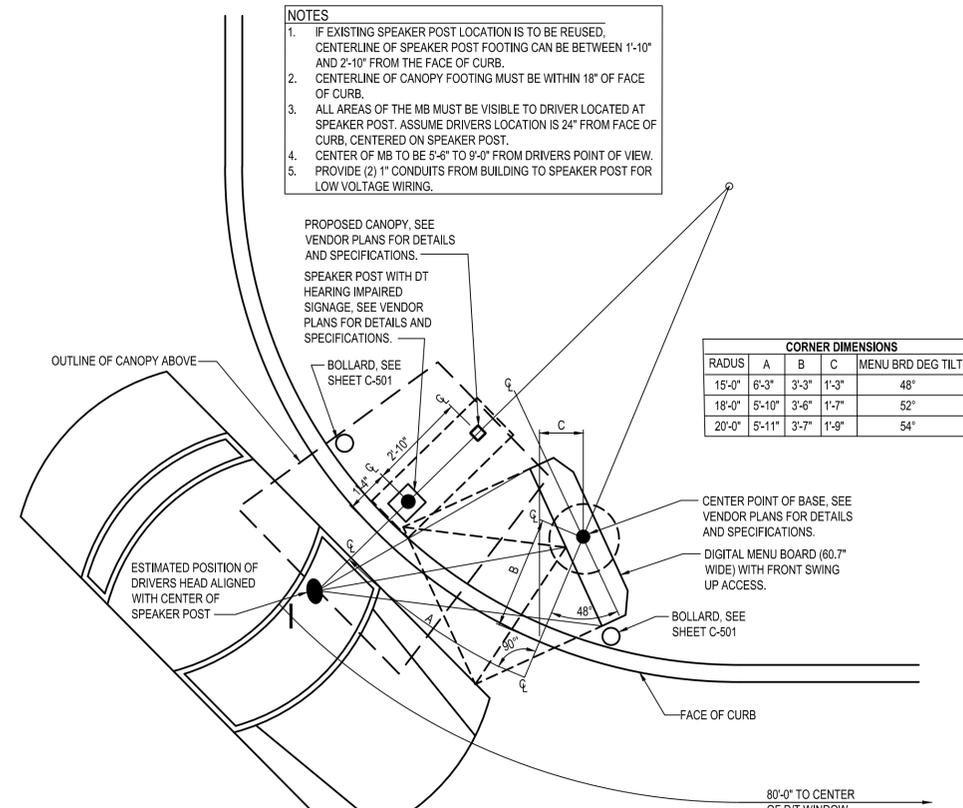 NOTES
1. IF EXISTING SPEAKER POST LOCATION IS TO BE REUSED,
CENTERLINE OF SPEAKER POST FOOTING CAN BE BETWEEN 1'-10"
AND 2'-10" FROM THE FACE OF CURB.
2. CENTERLINE OF CANOPY FOOTING MUST BE WITHIN 18" OF FACE
OF CURB.
3. ALL AREAS OF THE MB MUST BE VISIBLE TO DRIVER LOCATED AT
SPEAKER POST. ASSUME DRIVERS LOCATION IS 24" FROM FACE OF
CURB, CENTERED ON SPEAKER POST.
4. CENTER OF MB TO BE 5'-6" TO 9'-0" FROM DRIVERS POINT OF VIEW.
5. PROVIDE (2) 1" CONDUITS FROM BUILDING TO SPEAKER POST FOR
LOW VOLTAGE WIRING.
PROPOSED CANOPY, SEE
VENDOR PLANS FOR DETAILS
AND SPECIFICATIONS.
SPEAKER POST WITH DT
HEARING IMPAIRED
SIGNAGE, SEE VENDOR
PLANS FOR DETAILS AND
SPECIFICATIONS.
OUTLINE OF CANOPY ABOVE
BOLLARD, SEE
SHEET C-501
CORNER DIMENSIONS
RADUS A B C MENU BRD DEG TILT
15'-0" 6'-3" 3'-3" 1'-3" 48°
18'-0" 5'-10" 3'-6" 1'-7" 52°
20'-0" 5'-11" 3'-7" 1'-9" 54°
℄
℄
C
2'-10"
℄
1'-4"
℄
CENTER POINT OF BASE, SEE
VENDOR PLANS FOR DETAILS
AND SPECIFICATIONS.
℄
DIGITAL MENU BOARD (60.7"
WIDE) WITH FRONT SWING
UP ACCESS.
ESTIMATED POSITION OF
DRIVERS HEAD ALIGNED
WITH CENTER OF
SPEAKER POST
B
A
48°
90°
BOLLARD, SEE
SHEET C-501
℄
FACE OF CURB
80'-0" TO CENTER
OF D/T WINDOW